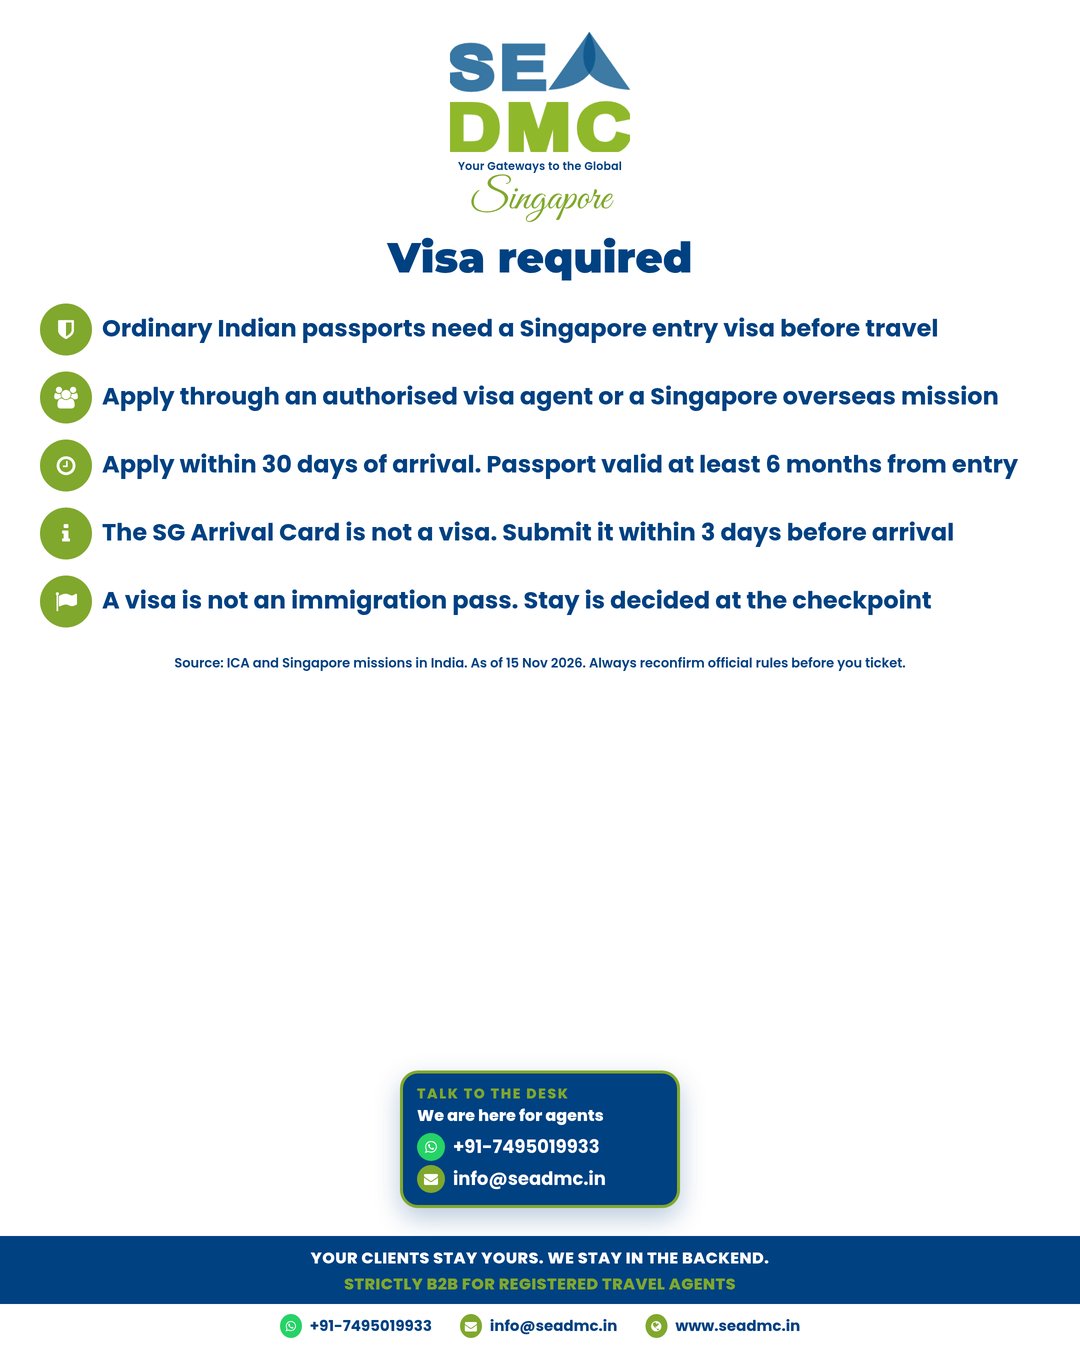 SEA
DMC
Your Gateways to the Global
Singapore
Visa required
Ordinary Indian passports need a Singapore entry visa before travel
Apply through an authorised visa agent or a Singapore overseas mission
Apply within 30 days of arrival. Passport valid at least 6 months from entry
The SG Arrival Card is not a visa. Submit it within 3 days before arrival
A visa is not an immigration pass. Stay is decided at the checkpoint
Source: ICA and Singapore missions in India. As of 15 Nov 2026. Always reconfirm official rules before you ticket.
TALK TO THE DESK
We are here for agents
+91-7495019933
info@seadmc.in
YOUR CLIENTS STAY YOURS. WE STAY IN THE BACKEND.
STRICTLY B2B FOR REGISTERED TRAVEL AGENTS
+91-7495019933 info@seadmc.in www.seadmc.in